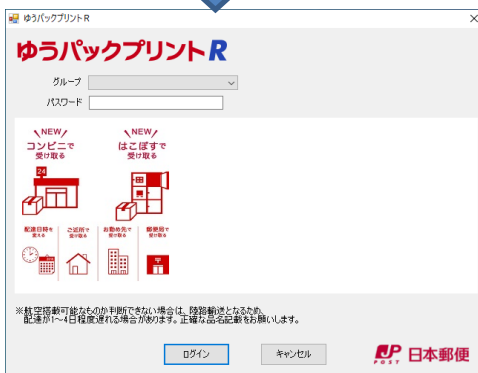 ゆうパックプリントR
ゆうパックプリントR
グループ
パスワード
NEW
コンビニで
受け取る
24
NEW
はこぽすで
受け取る
配達日時を
変える
ご近所で
受け取る
お勤め先で
受け取る
郵便局で
受け取る
※航空搭載可能なものか判断できない場合は、陸路輸送となるため、
配達が1～4日程度遅れる場合があります。正確な品名記載をお願いします。
ログイン
キャンセル
JP
POST
日本郵便